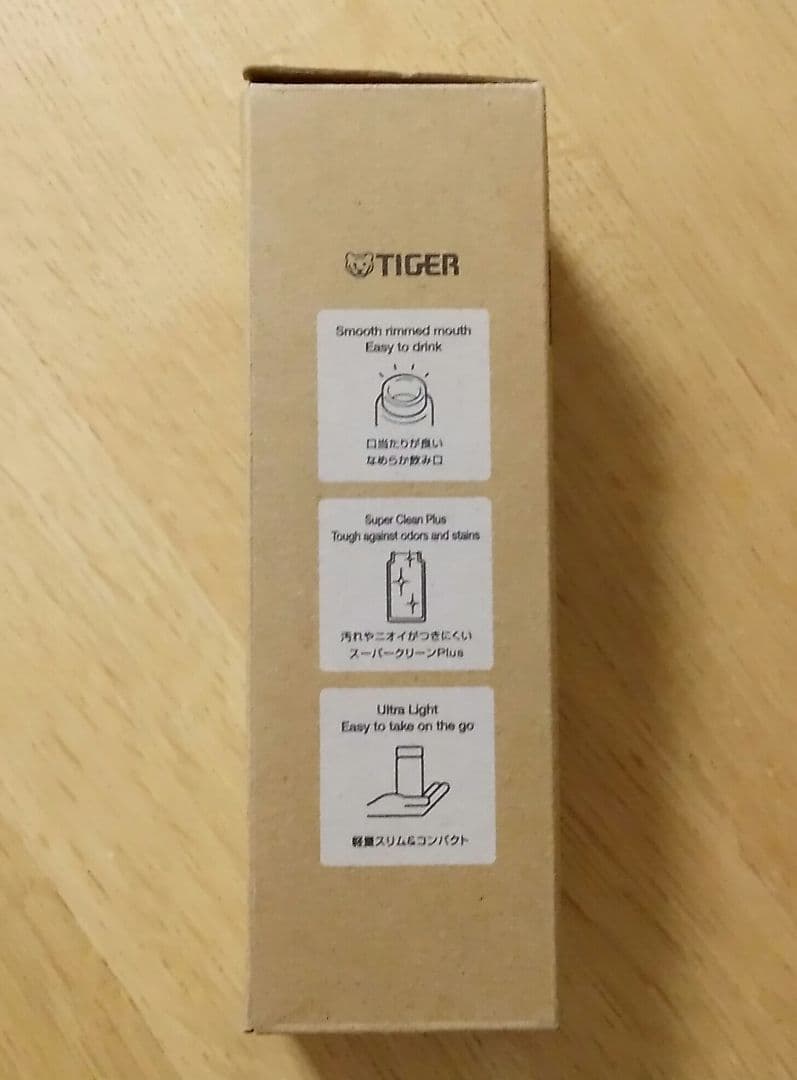 TIGER
Smooth rimmed mouth
Easy to drink
口当たりが良い
なめらか飲み口
Super Clean Plus
Tough against odors and stains
汚れやニオイがつきにくい
スーパークリーンPlus
Ultra Light
Easy to take on the go
軽量スリム&コンパクト